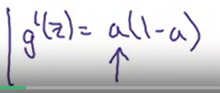 g'(z) = a(1-a)